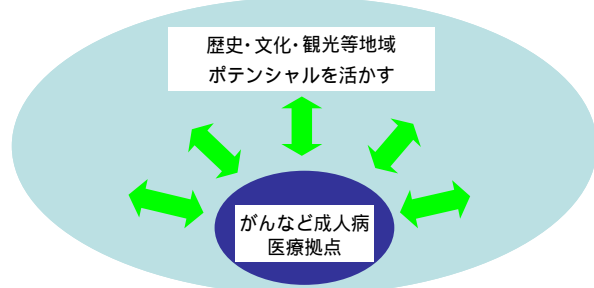 歴史・文化・観光等地域
ポテンシャルを活かす
がんなど成人病
医療拠点